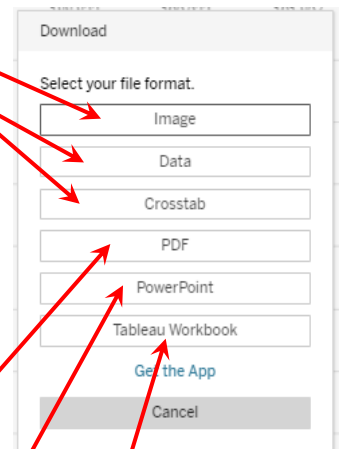 Download
Select your file format.
Image
Data
Crosstab
PDF
PowerPoint
Tableau Workbook
Get the App
Cancel